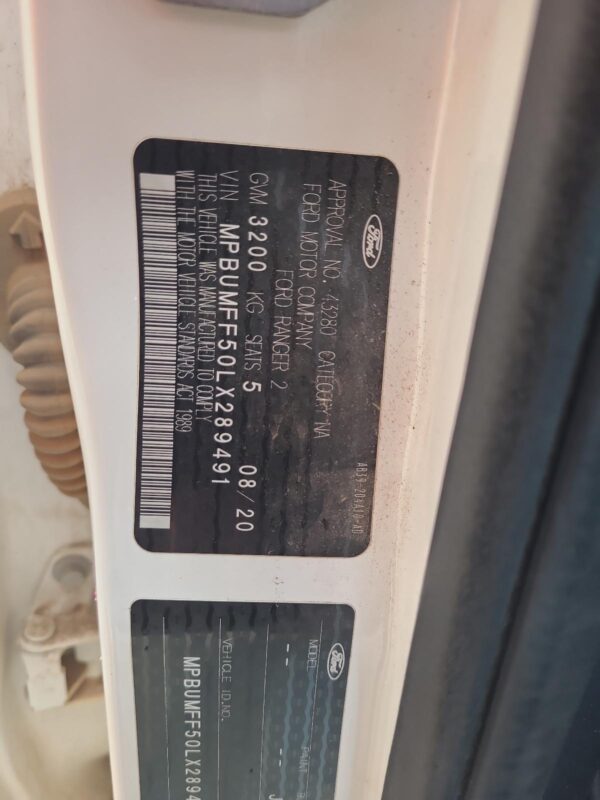 Ford
APPROVAL NO. 43280 CATEGORY NA
FORD MOTOR COMPANY
FORD RANGER 2
08/20
GVM 3200 KG SEATS 5
VIN MPBUMFF50LX289491
THIS VEHICLE WAS MANUFACTURED TO COMPLY
WITH THE MOTOR VEHICLE STANDARDS ACT 1989
Ford
MODEL
PAINT
--
VEHICLE ID.NO.
MPBUMFF50LX2894